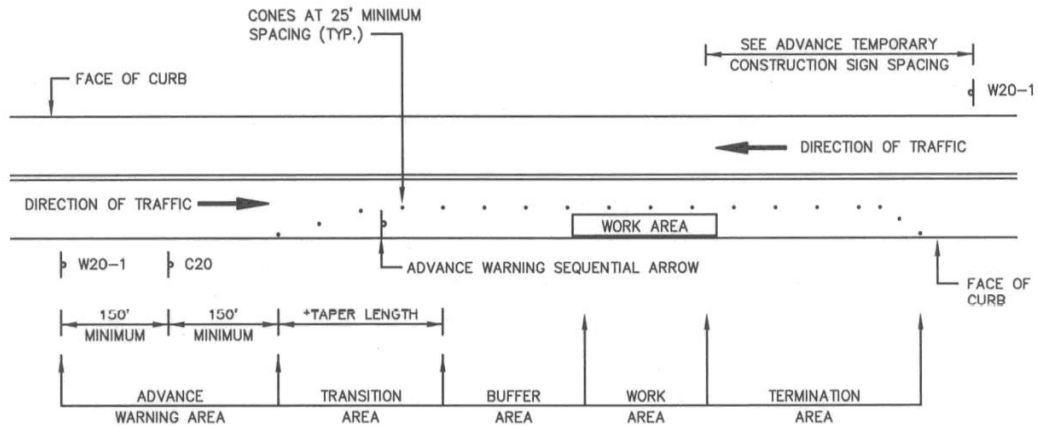 CONES AT 25' MINIMUM
SPACING (TYP.)
SEE ADVANCE TEMPORARY
CONSTRUCTION SIGN SPACING
FACE OF CURB
W20-1
DIRECTION OF TRAFFIC
DIRECTION OF TRAFFIC
WORK AREA
W20-1
C20
ADVANCE WARNING SEQUENTIAL ARROW
FACE OF
CURB
150'
MINIMUM
150'
MINIMUM
+TAPER LENGTH
ADVANCE
WARNING AREA
TRANSITION
AREA
BUFFER
AREA
WORK
AREA
TERMINATION
AREA